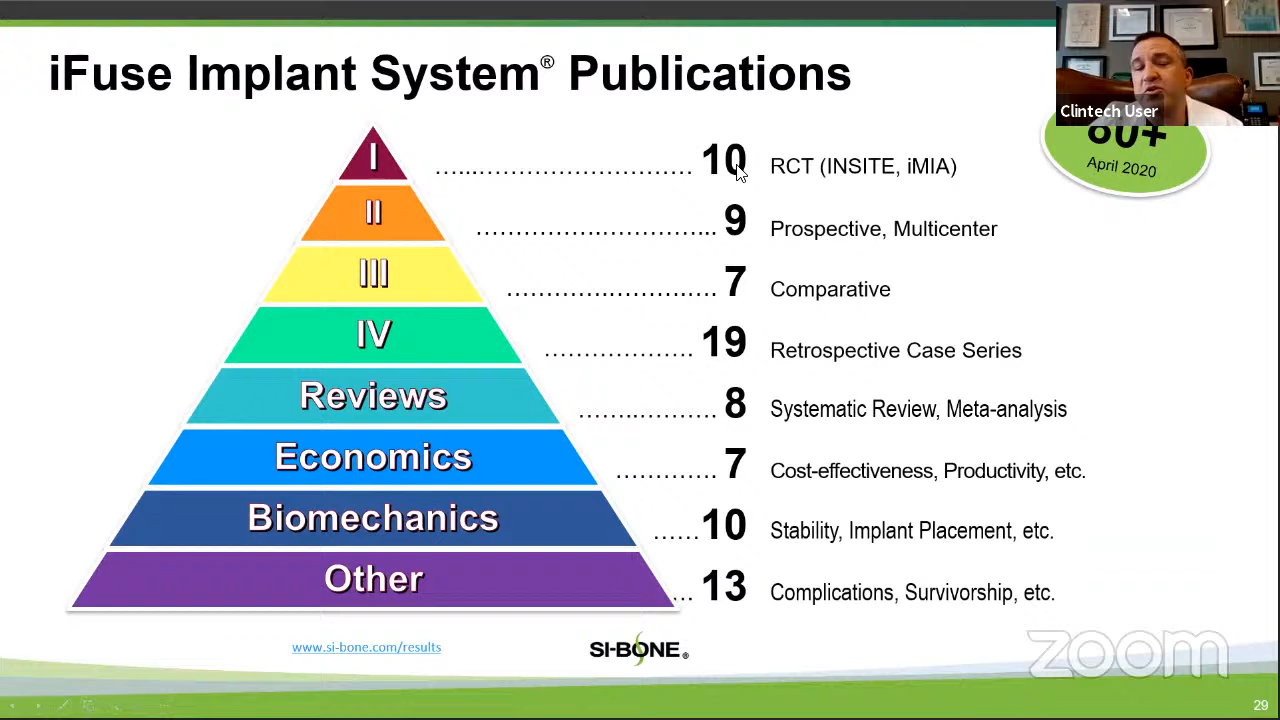 iFuse Implant System® Publications
Clintech User
80+
April 2020
I
..............................
10
RCT (INSITE, iMIA)
II
9
Prospective, Multicenter
III
7
Comparative
IV
19
Retrospective Case Series
Reviews
8
Systematic Review, Meta-analysis
Economics
7
Cost-effectiveness, Productivity, etc.
Biomechanics
10
Stability, Implant Placement, etc.
Other
13
Complications, Survivorship, etc.
www.si-bone.com/results
SI-BONE®
zoom
29